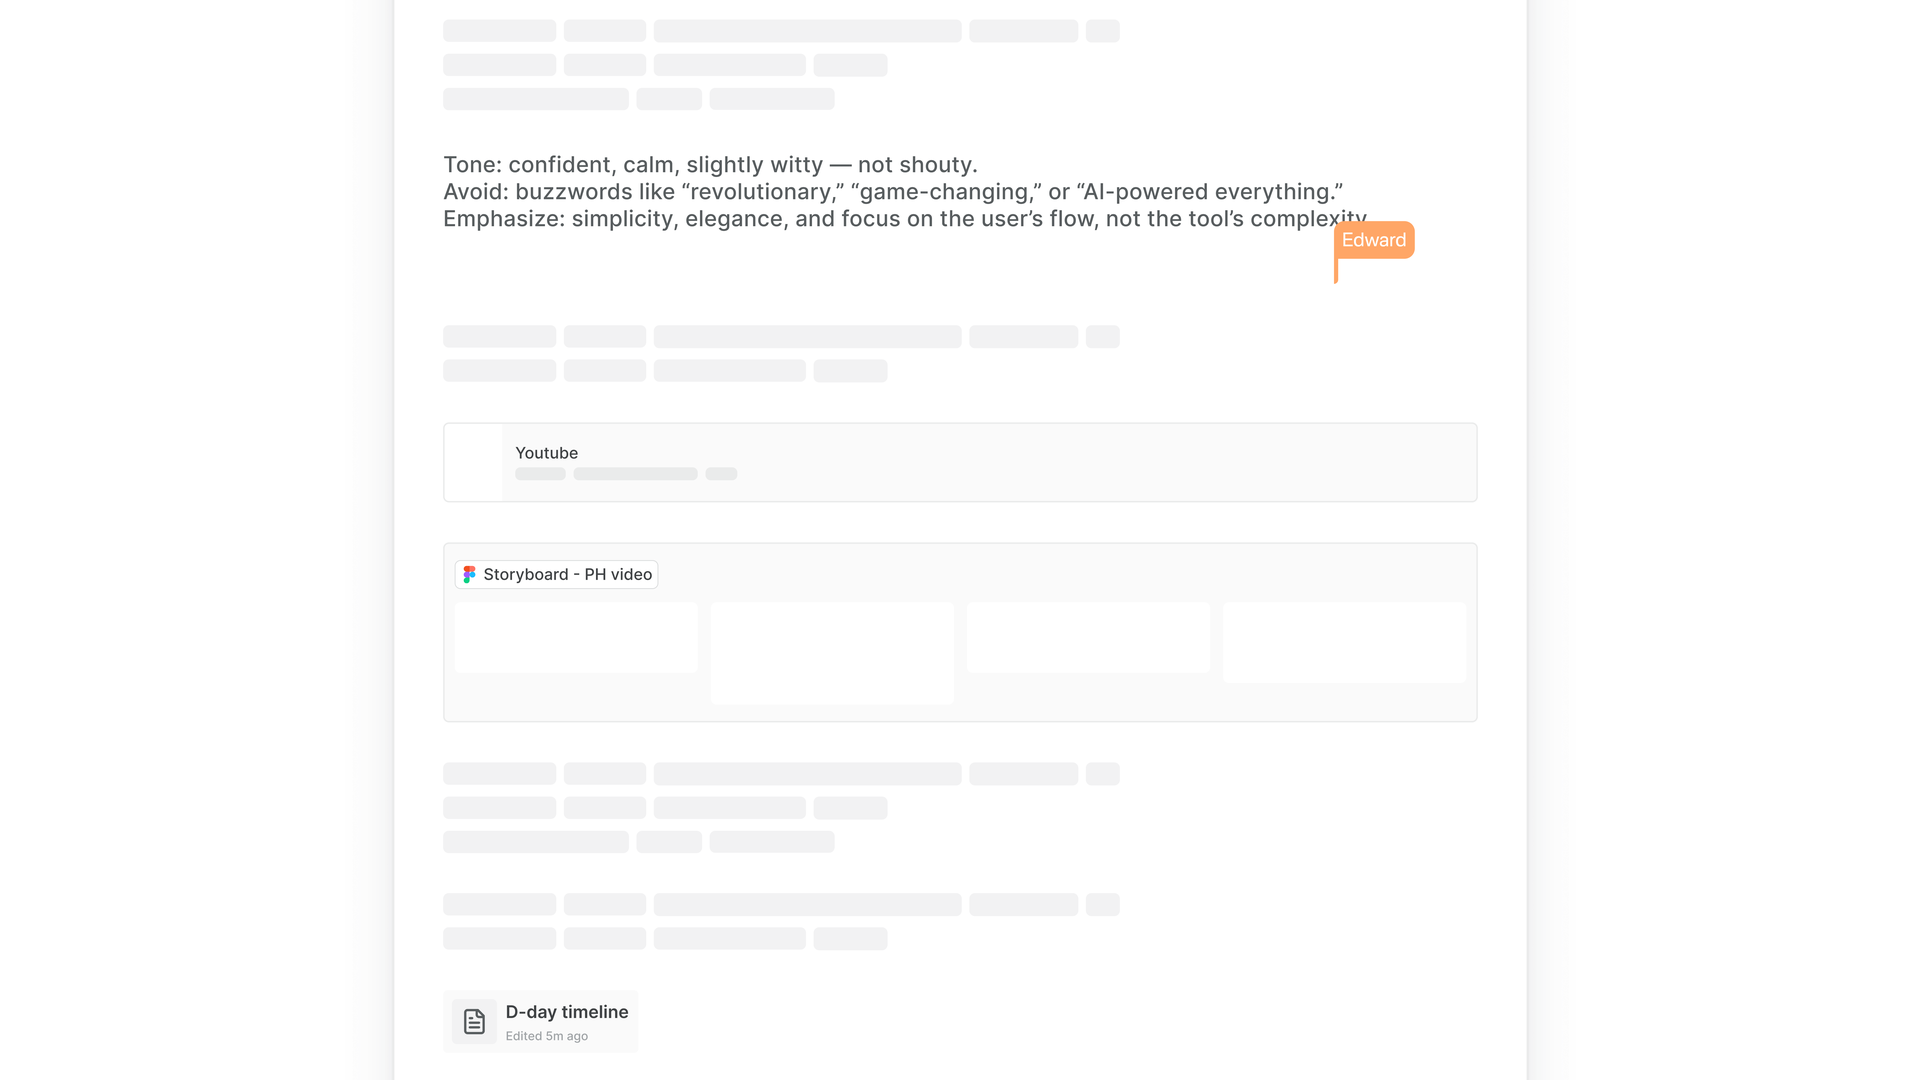 Tone: confident, calm, slightly witty — not shouty.
Avoid: buzzwords like “revolutionary,” “game-changing,” or “AI-powered everything.”
Emphasize: simplicity, elegance, and focus on the user’s flow, not the tool’s complexity
Edward
Youtube
Storyboard - PH video
D-day timeline
Edited 5m ago